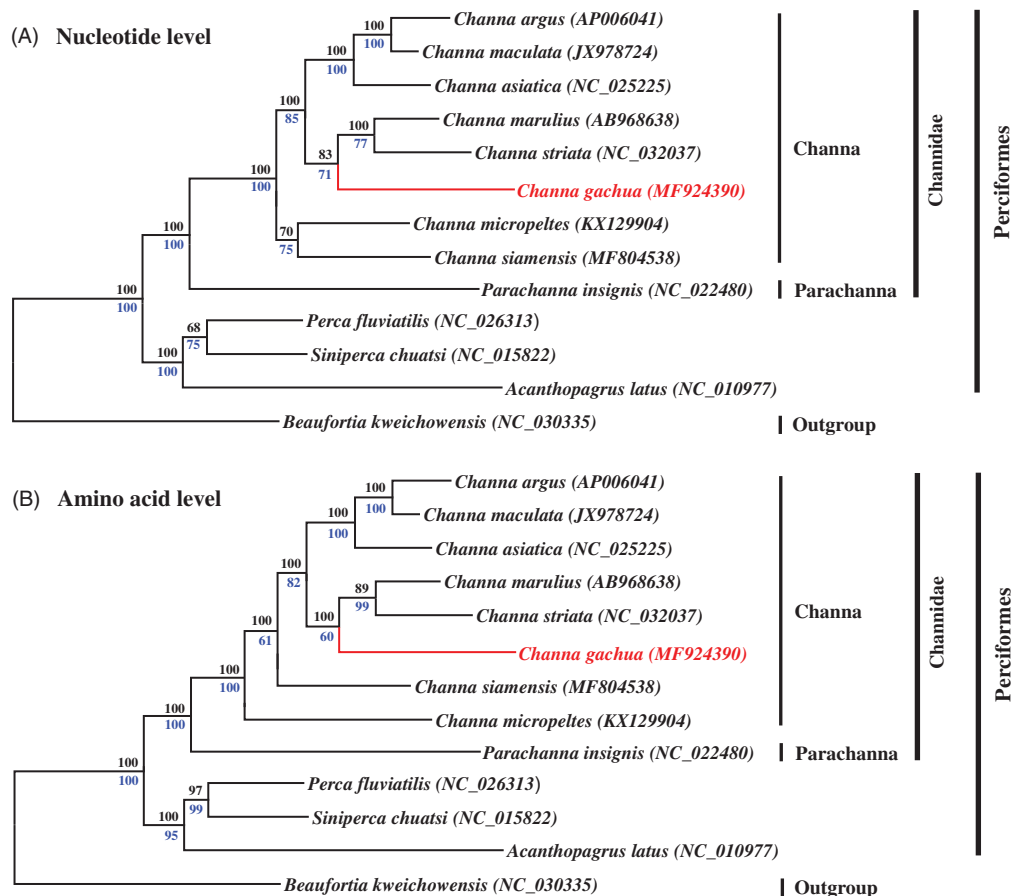 (A) Nucleotide level
100
100
Channa argus (AP006041)
Channa maculata (JX978724)
100
100
Channa asiatica (NC_025225)
100
85
100
77
Channa marulius (AB968638)
Channa striata (NC_032037)
83
71
Channa gachua (MF924390)
100
100
70
75
Channa micropeltes (KX129904)
Channa siamensis (MF804538)
100
100
Parachanna insignis (NC_022480)
100
100
68
75
Perca fluviatilis (NC_026313)
Siniperca chuatsi (NC_015822)
100
100
Acanthopagrus latus (NC_010977)
Beaufortia kweichowensis (NC_030335)
Channa
Parachanna
Outgroup
Channidae
Perciformes
(B) Amino acid level
100
100
Channa argus (AP006041)
Channa maculata (JX978724)
100
100
Channa asiatica (NC_025225)
100
82
89
99
Channa marulius (AB968638)
Channa striata (NC_032037)
100
60
Channa gachua (MF924390)
100
61
Channa siamensis (MF804538)
100
100
Channa micropeltes (KX129904)
100
100
Parachanna insignis (NC_022480)
100
100
97
99
Perca fluviatilis (NC_026313)
Siniperca chuatsi (NC_015822)
100
95
Acanthopagrus latus (NC_010977)
Beaufortia kweichowensis (NC_030335)
Channa
Parachanna
Outgroup
Channidae
Perciformes